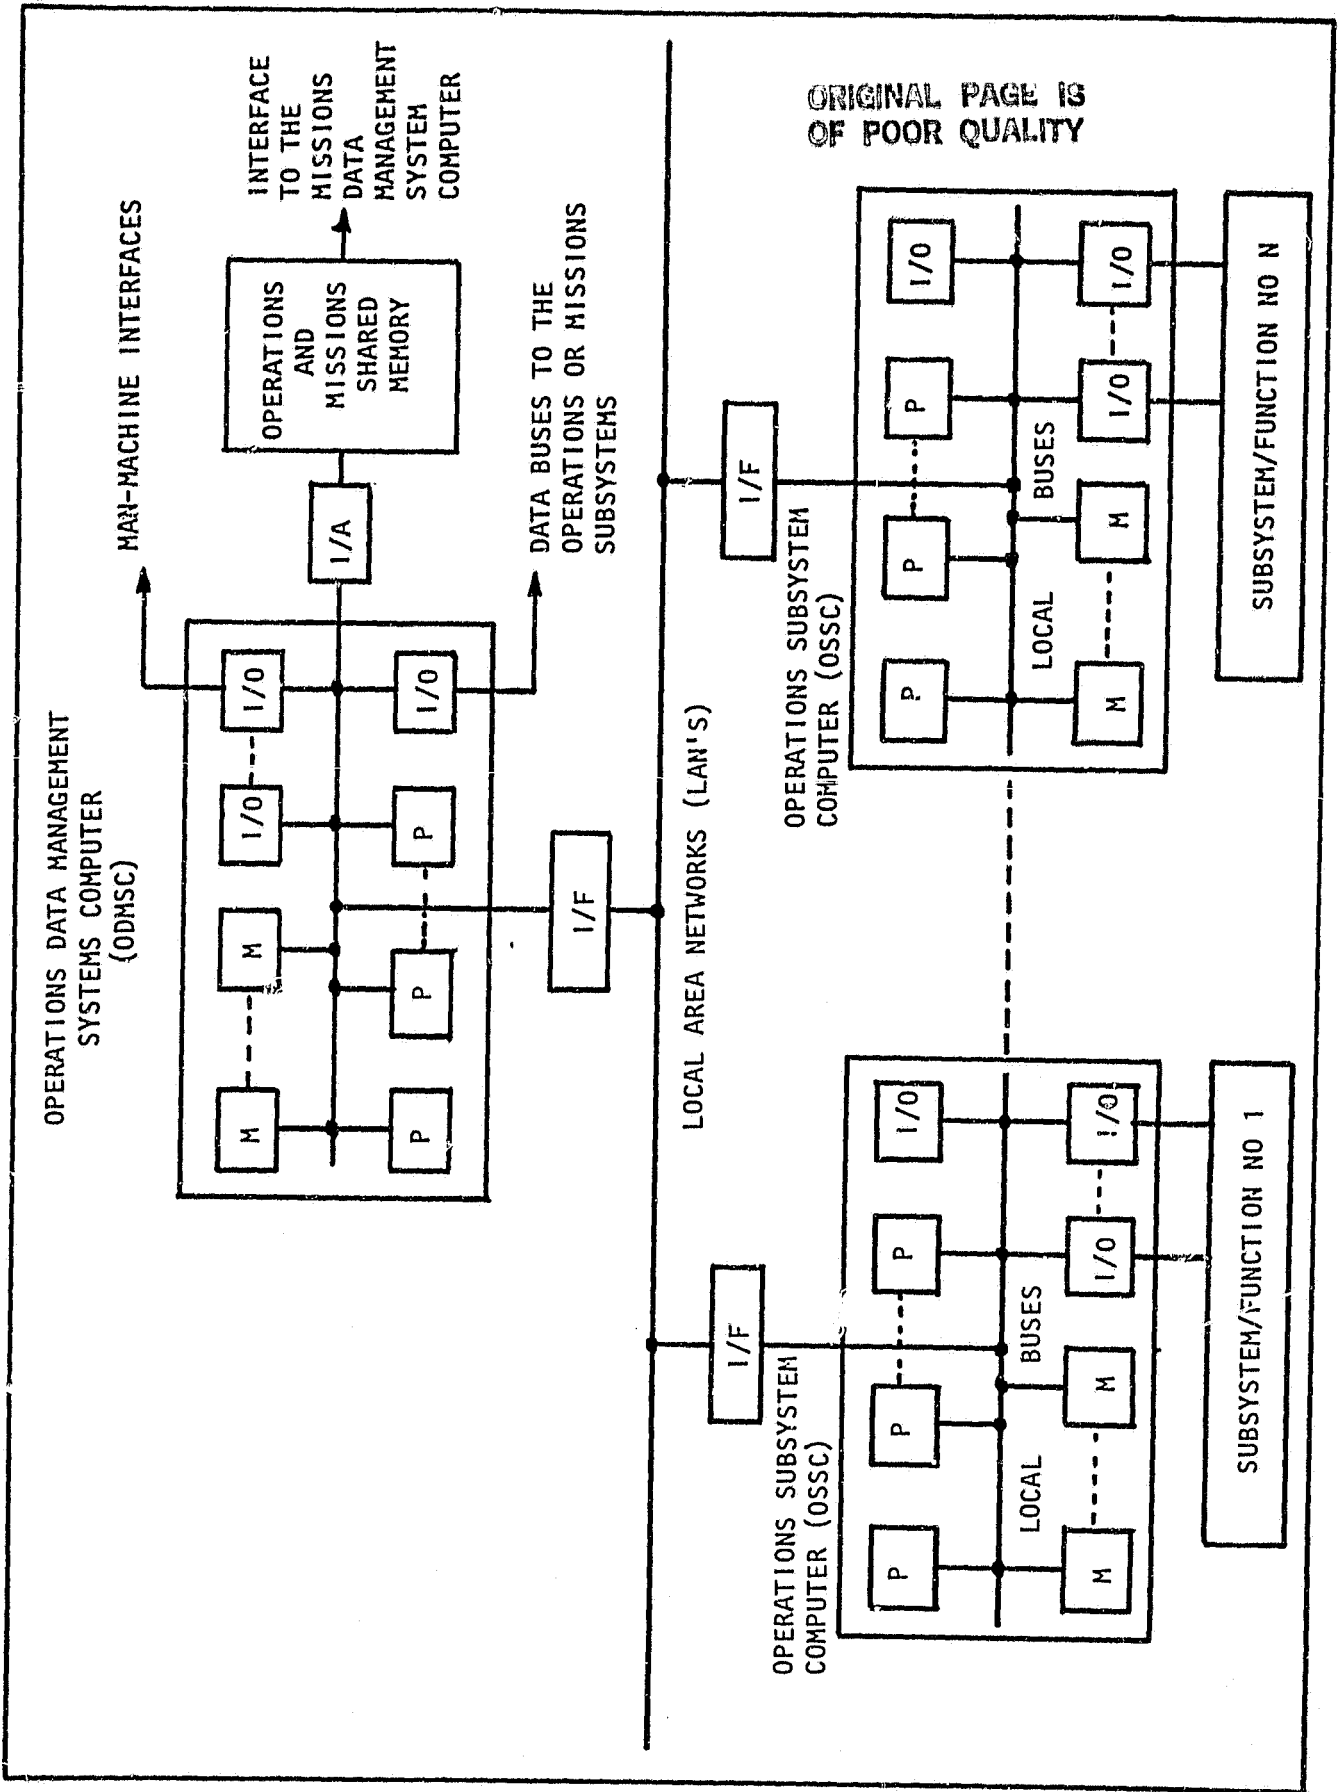 OPERATIONS DATA MANAGEMENT
SYSTEMS COMPUTER
(ODMSC)
MAN-MACHINE INTERFACES
M
M
I/O
I/O
P
P
P
I/O
I/A
OPERATIONS
AND
MISSIONS
SHARED
MEMORY
INTERFACE
TO THE
MISSIONS
DATA
MANAGEMENT
SYSTEM
COMPUTER
DATA BUSES TO THE
OPERATIONS OR MISSIONS
SUBSYSTEMS
I/F
LOCAL AREA NETWORKS (LAN'S)
I/F
OPERATIONS SUBSYSTEM
COMPUTER (OSSC)
P
P
P
I/O
LOCAL BUSES
M
M
I/O
I/O
SUBSYSTEM/FUNCTION NO 1
I/F
OPERATIONS SUBSYSTEM
COMPUTER (OSSC)
P
P
P
I/O
LOCAL BUSES
M
M
I/O
I/O
SUBSYSTEM/FUNCTION NO N
ORIGINAL PAGE IS
OF POOR QUALITY